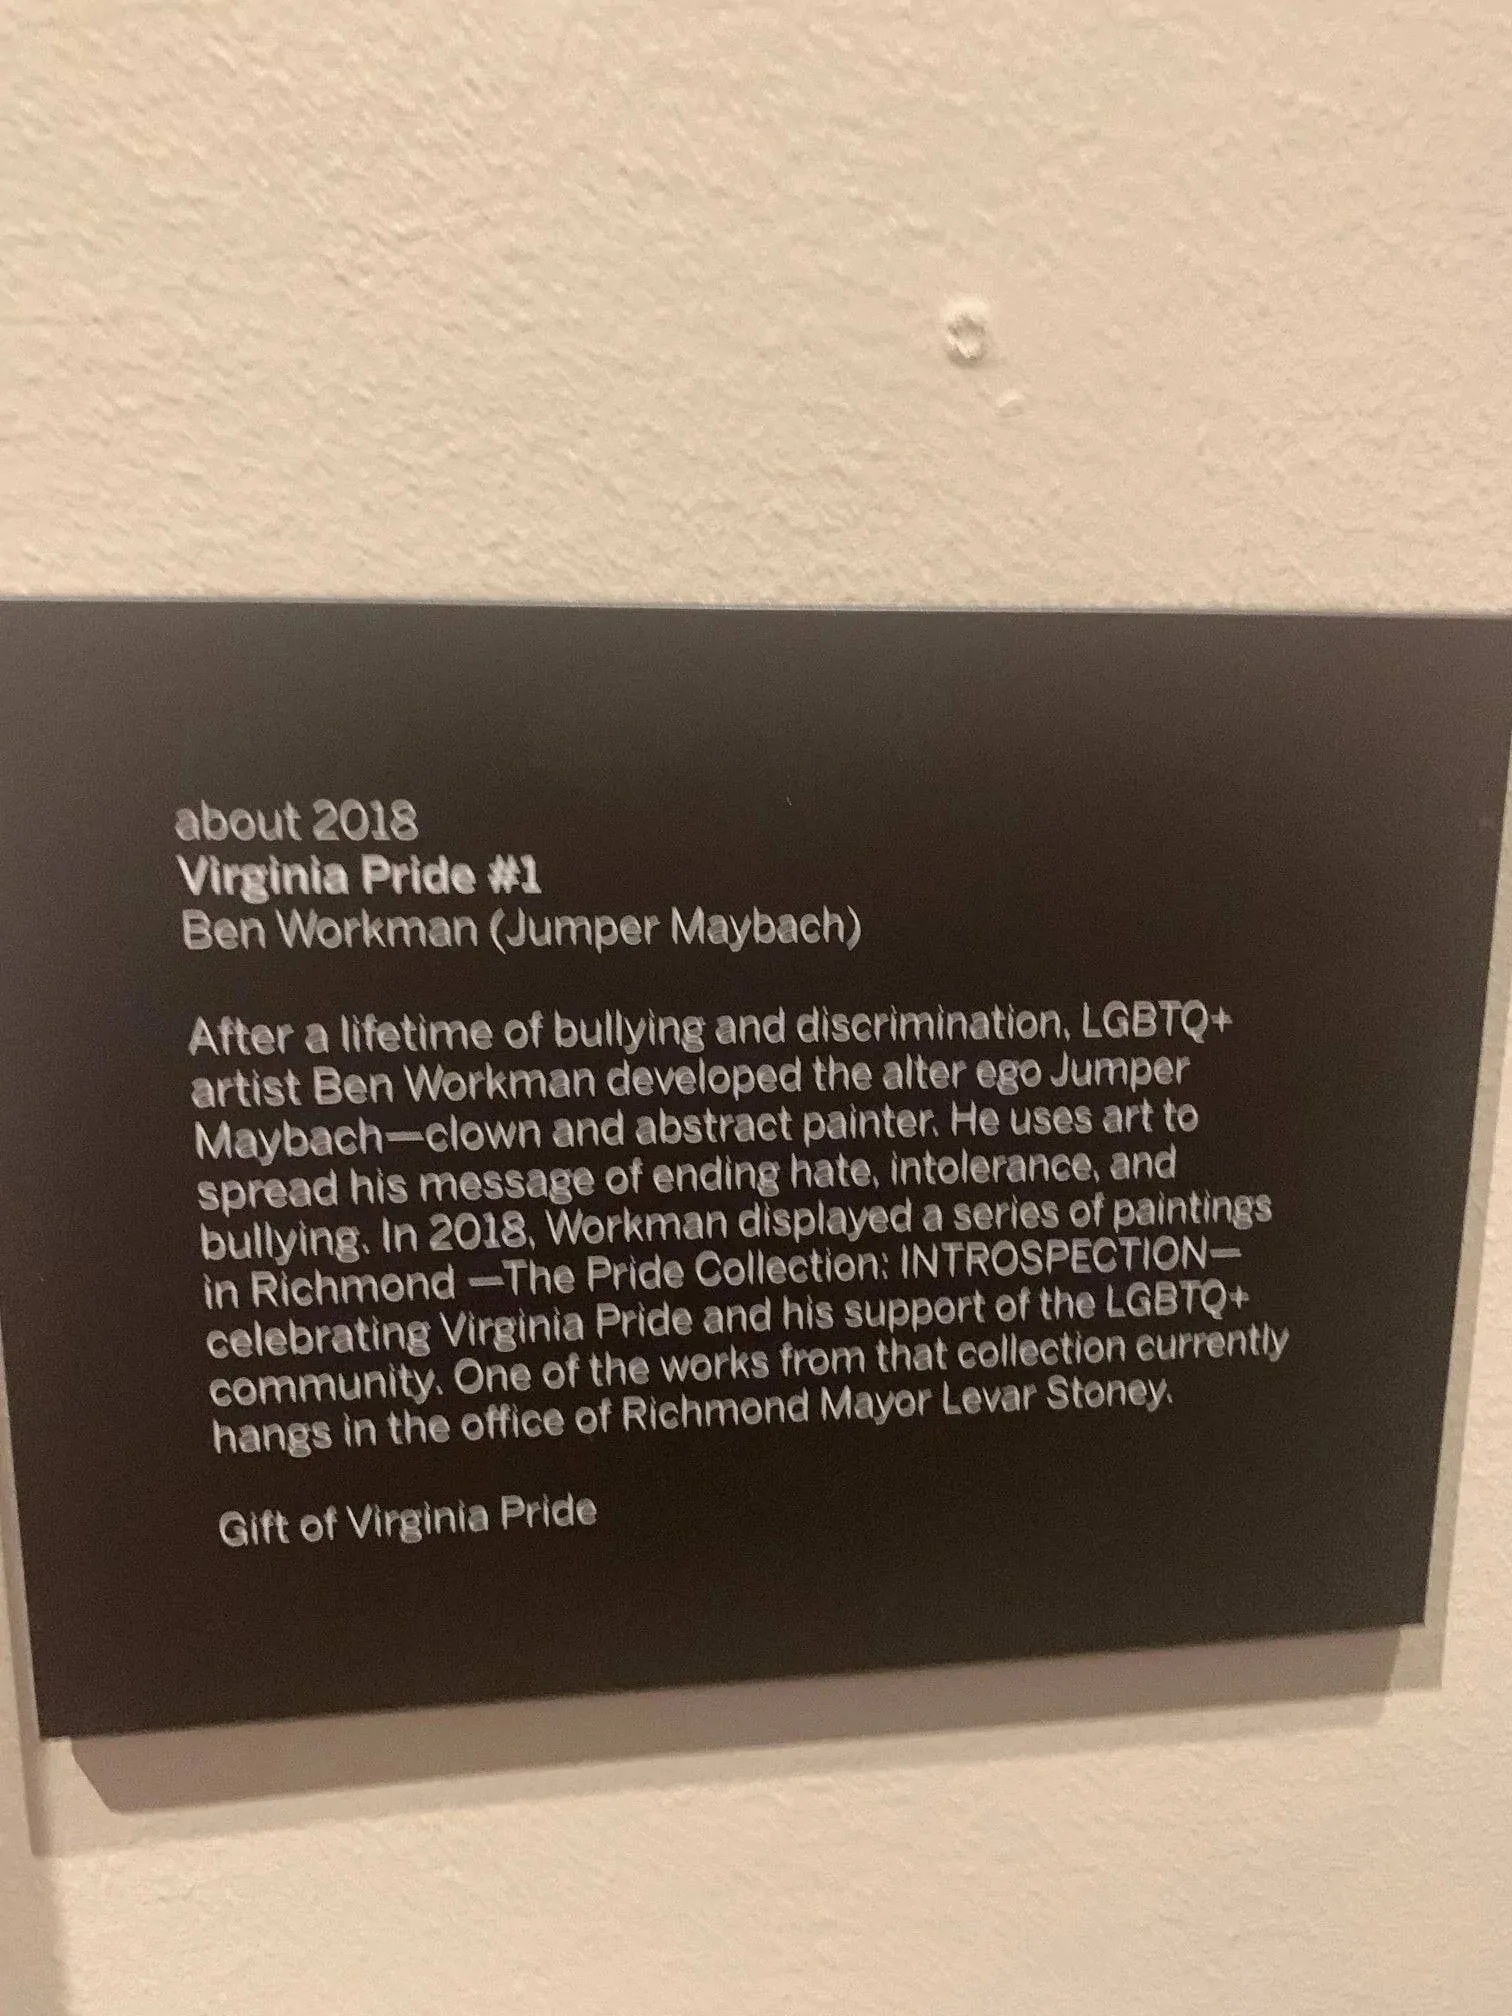 about 2018
Virginia Pride #1
Ben Workman (Jumper Maybach)
After a lifetime of bullying and discrimination, LGBTQ+
artist Ben Workman developed the alter ego Jumper
Maybach—clown and abstract painter. He uses art to
spread his message of ending hate, intolerance, and
bullying. In 2018, Workman displayed a series of paintings
in Richmond —The Pride Collection: INTROSPECTION—
celebrating Virginia Pride and his support of the LGBTQ+
community. One of the works from that collection currently
hangs in the office of Richmond Mayor Levar Stoney.
Gift of Virginia Pride